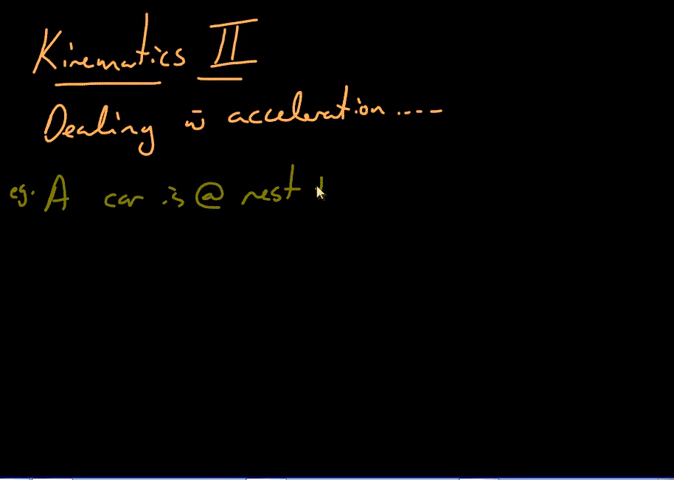 Kinematics II
Dealing w̄ acceleration....
eg. A car is @ rest